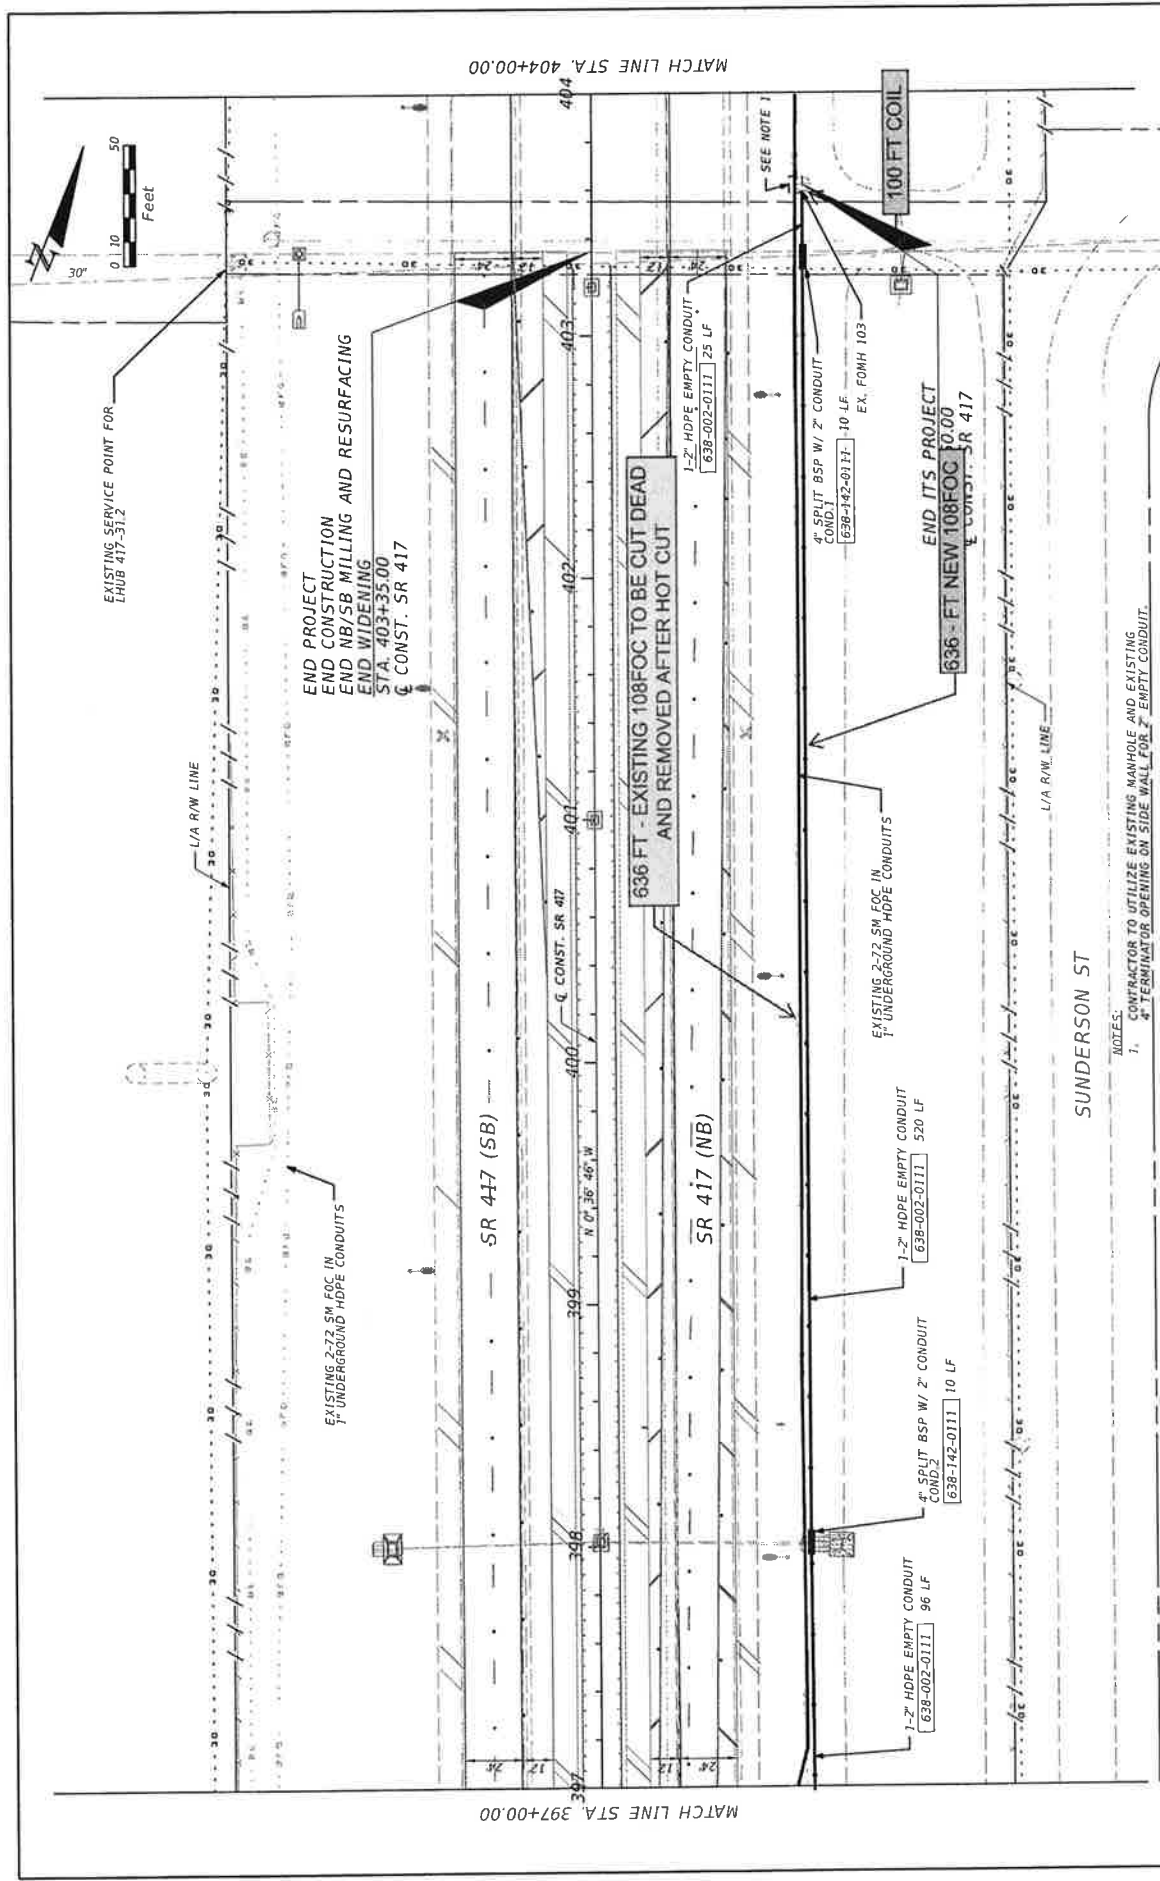 MATCH LINE STA. 404+00.00
N
30"
0 10 50
Feet
EXISTING SERVICE POINT FOR
LHUB 417-31.2
END PROJECT
END CONSTRUCTION
END NB/SB MILLING AND RESURFACING
END WIDENING
STA. 403+35.00
℄ CONST. SR 417
L/A R/W LINE
EXISTING 2-72 SM FOC IN
1" UNDERGROUND HDPE CONDUITS
SR 417 (SB)
397
398
399
400
401
402
403
404
℄ CONST. SR 417
N 0° 36' 46" W
SR 417 (NB)
24'
12'
12'
24'
24'
12'
12'
24'
636 FT - EXISTING 108FOC TO BE CUT DEAD
AND REMOVED AFTER HOT CUT
1-2" HDPE EMPTY CONDUIT
638-002-0111 25 LF
SEE NOTE 1
100 FT COIL
4" SPLIT BSP W/ 2" CONDUIT
COND.1
638-142-0111 10 LF
EX. FOMH 103
END ITS PROJECT
50.00
℄ CONST. SR 417
636 - FT NEW 108FOC
EXISTING 2-72 SM FOC IN
1" UNDERGROUND HDPE CONDUITS
1-2" HDPE EMPTY CONDUIT
638-002-0111 520 LF
4" SPLIT BSP W/ 2" CONDUIT
COND.2
638-142-0111 10 LF
1-2" HDPE EMPTY CONDUIT
638-002-0111 96 LF
L/A R/W LINE
SUNDERSON ST
NOTES:
1. CONTRACTOR TO UTILIZE EXISTING MANHOLE AND EXISTING
4" TERMINATOR OPENING ON SIDE WALL FOR 2" EMPTY CONDUIT.
MATCH LINE STA. 397+00.00